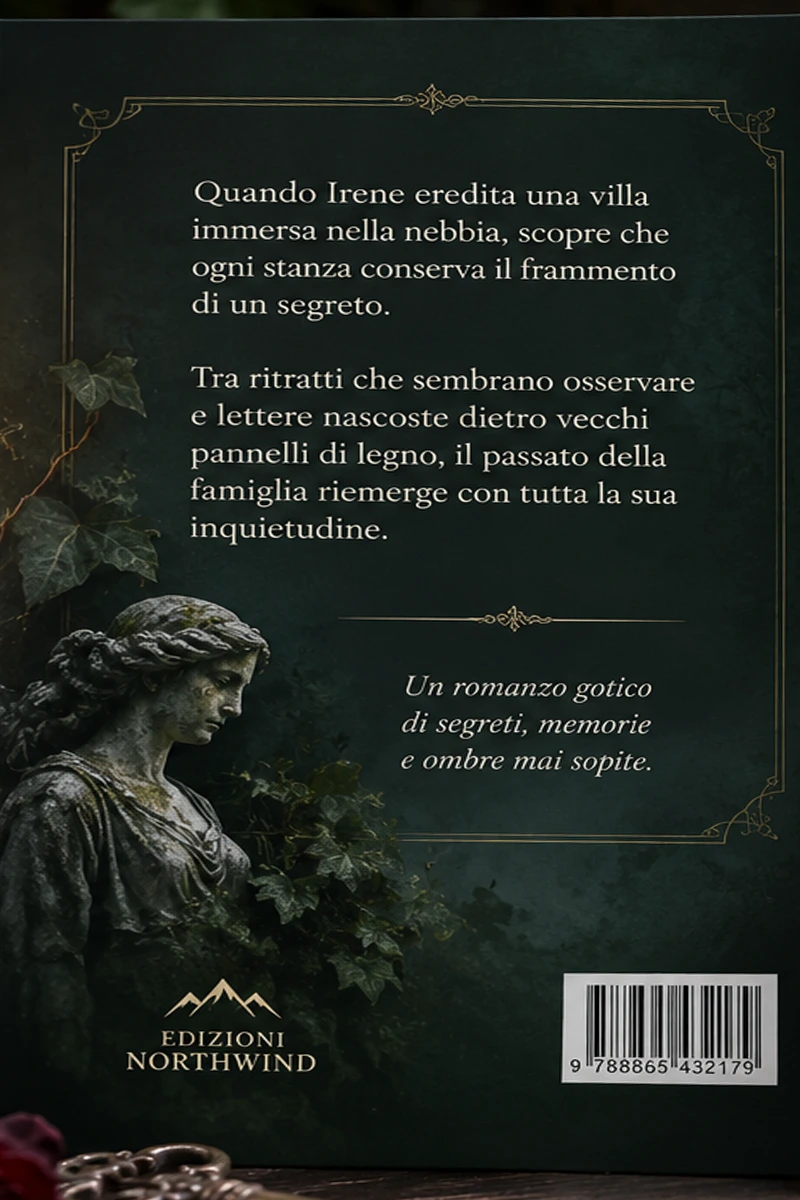 Quando Irene eredita una villa
immersa nella nebbia, scopre che
ogni stanza conserva il frammento
di un segreto.
Tra ritratti che sembrano osservare
e lettere nascoste dietro vecchi
pannelli di legno, il passato della
famiglia riemerge con tutta la sua
inquietudine.
Un romanzo gotico
di segreti, memorie
e ombre mai sopite.
EDIZIONI
NORTHWIND
9 788865 432179